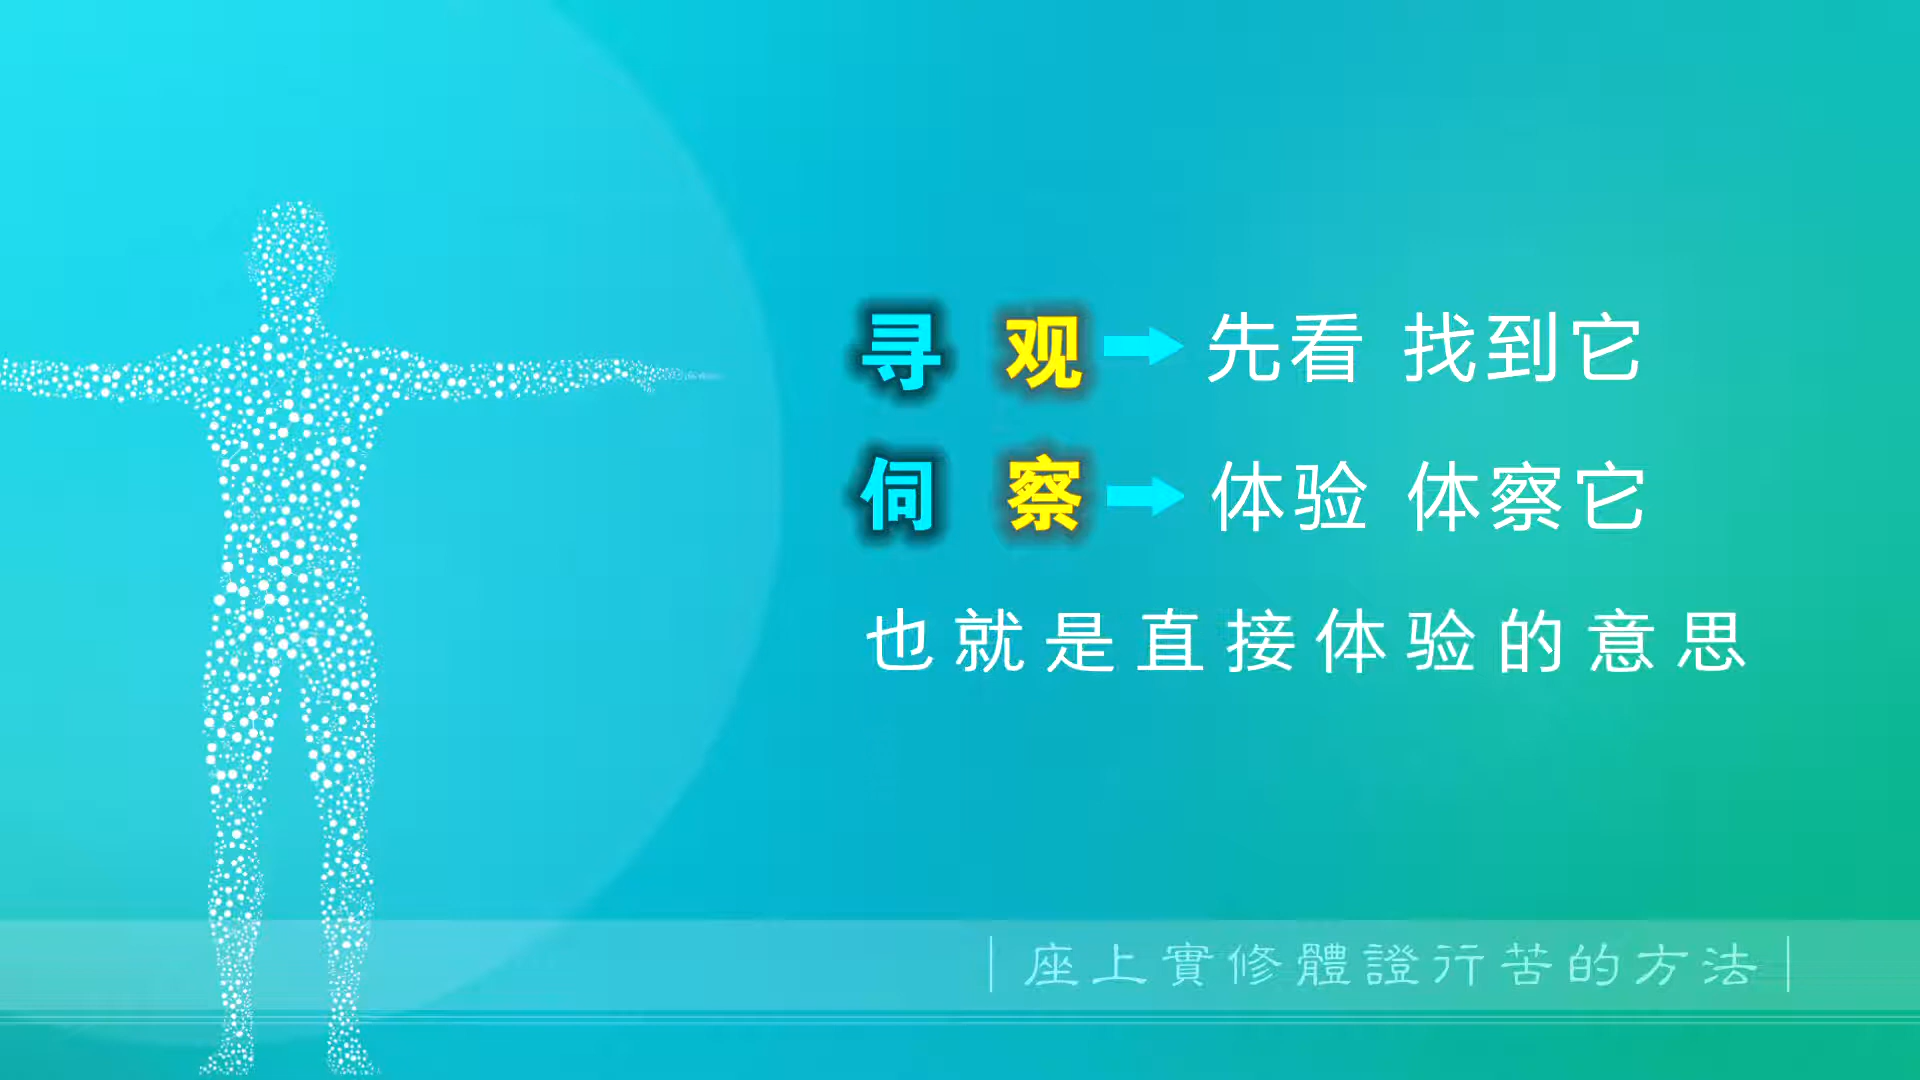 寻 观 → 先看 找到它
伺 察 → 体验 体察它
也就是直接体验的意思
座上實修體證行苦的方法